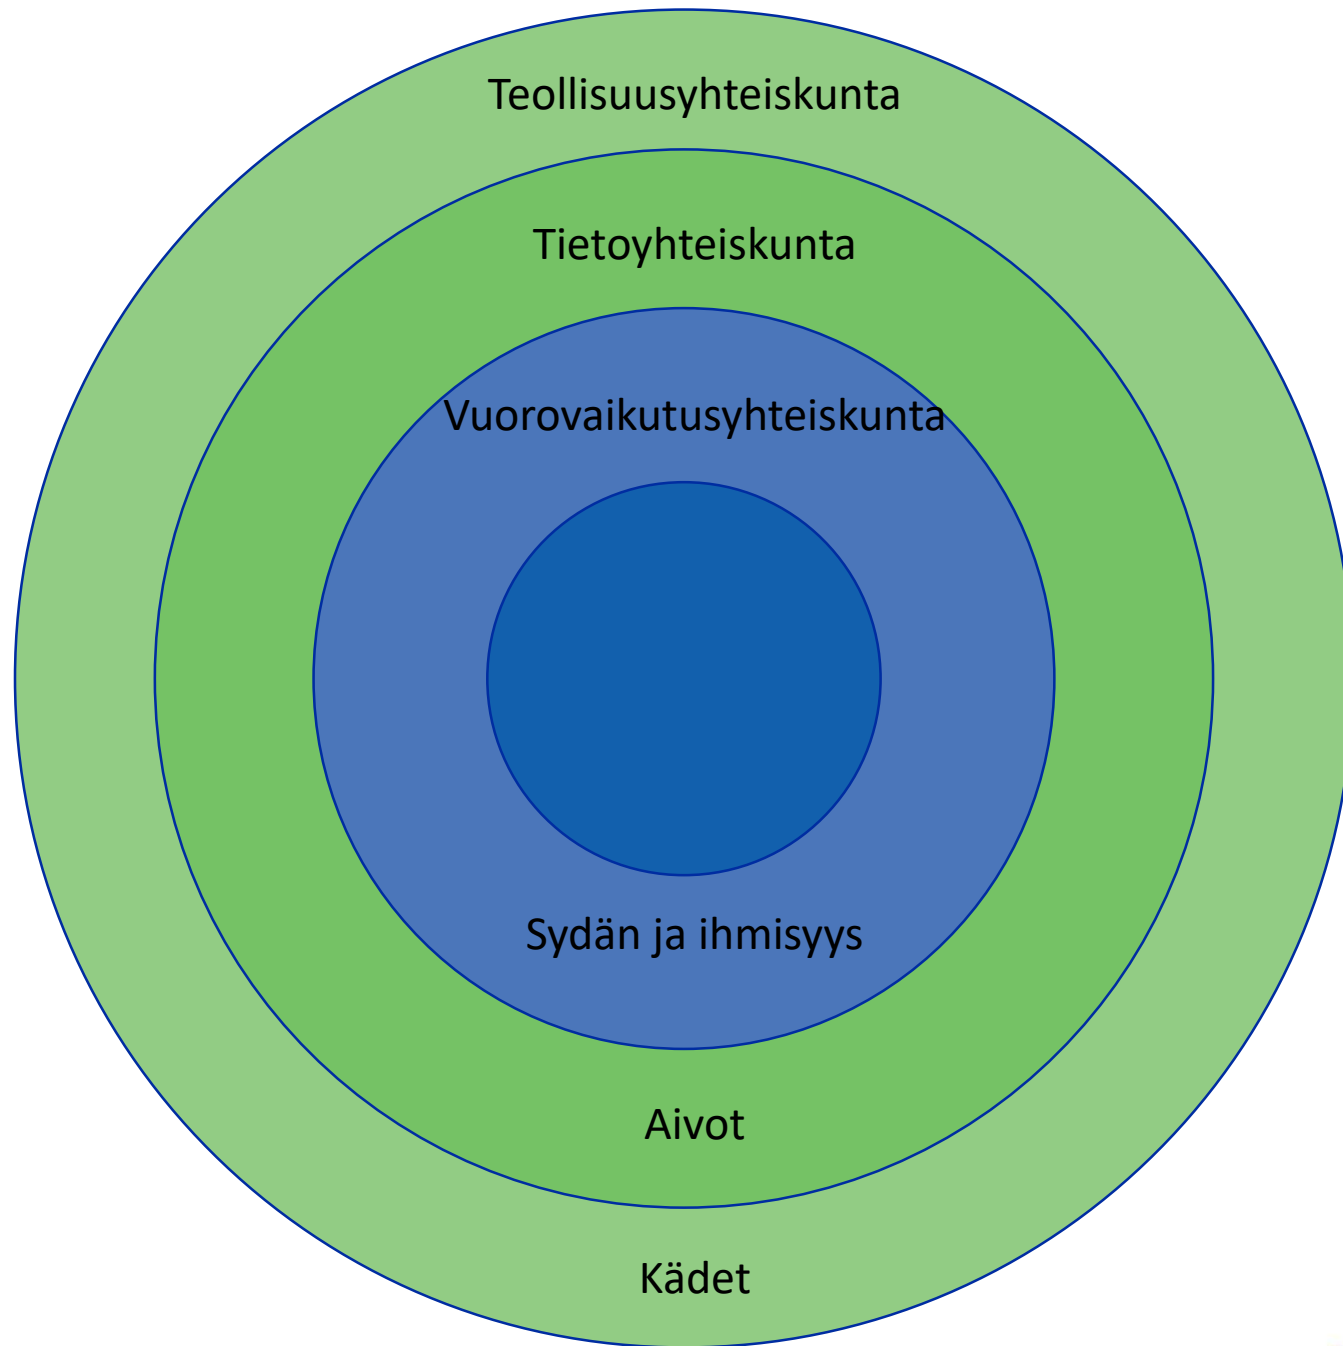 Teollisuusyhteiskunta
Tietoyhteiskunta
Vuorovaikutusyhteiskunta
Sydän ja ihmisyys
Aivot
Kädet